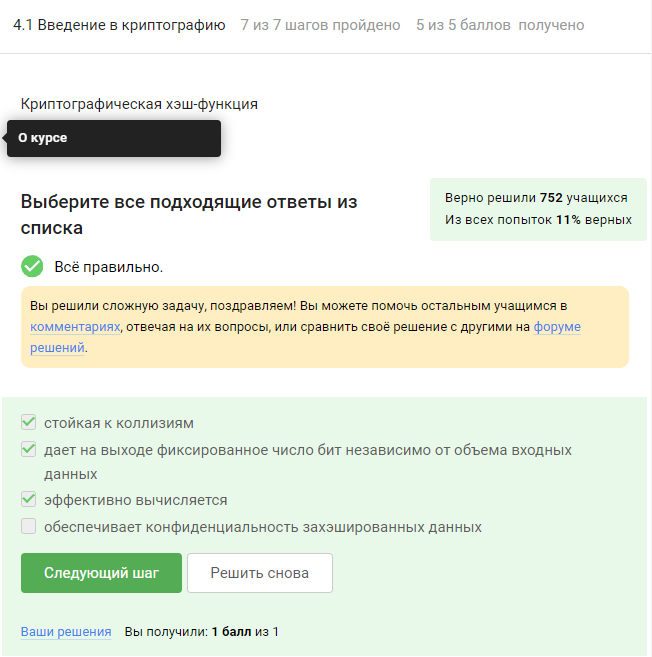 4.1 Введение в криптографию 7 из 7 шагов пройдено 5 из 5 баллов получено
Криптографическая хэш-функция
О курсе
Выберите все подходящие ответы из
списка
Верно решили 752 учащихся
Из всех попыток 11% верных
Всё правильно.
Вы решили сложную задачу, поздравляем! Вы можете помочь остальным учащимся в
комментариях, отвечая на их вопросы, или сравнить своё решение с другими на форуме
решений.
стойкая к коллизиям
дает на выходе фиксированное число бит независимо от объема входных
данных
эффективно вычисляется
обеспечивает конфиденциальность захэшированных данных
Следующий шаг Решить снова
Ваши решения Вы получили: 1 балл из 1